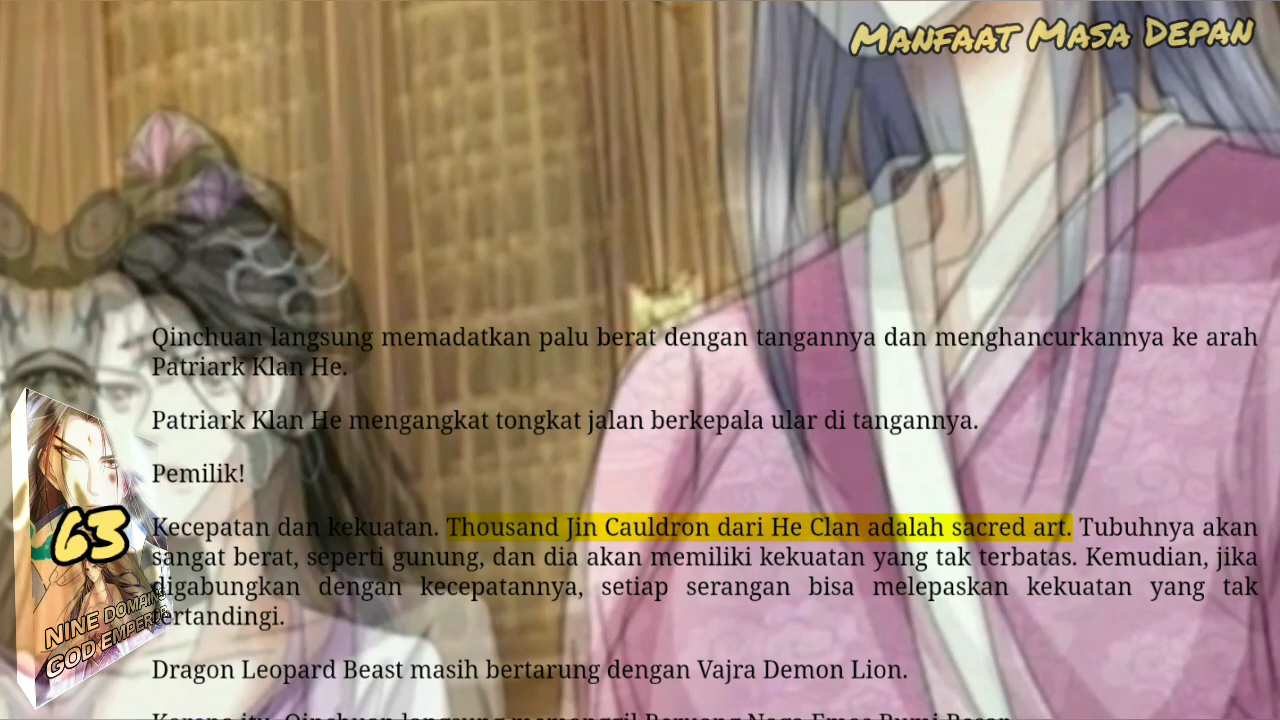 Manfaat Masa Depan
Qinchuan langsung memadatkan palu berat dengan tangannya dan menghancurkannya ke arah
Patriark Klan He.
Patriark Klan He mengangkat tongkat jalan berkepala ular di tangannya.
Pemilik!
63
Kecepatan dan kekuatan. Thousand Jin Cauldron dari He Clan adalah sacred art. Tubuhnya akan
sangat berat, seperti gunung, dan dia akan memiliki kekuatan yang tak terbatas. Kemudian, jika
digabungkan dengan kecepatannya, setiap serangan bisa melepaskan kekuatan yang tak
tertandingi.
NINE DOMAINS
GOD EMPEROR
Dragon Leopard Beast masih bertarung dengan Vajra Demon Lion.